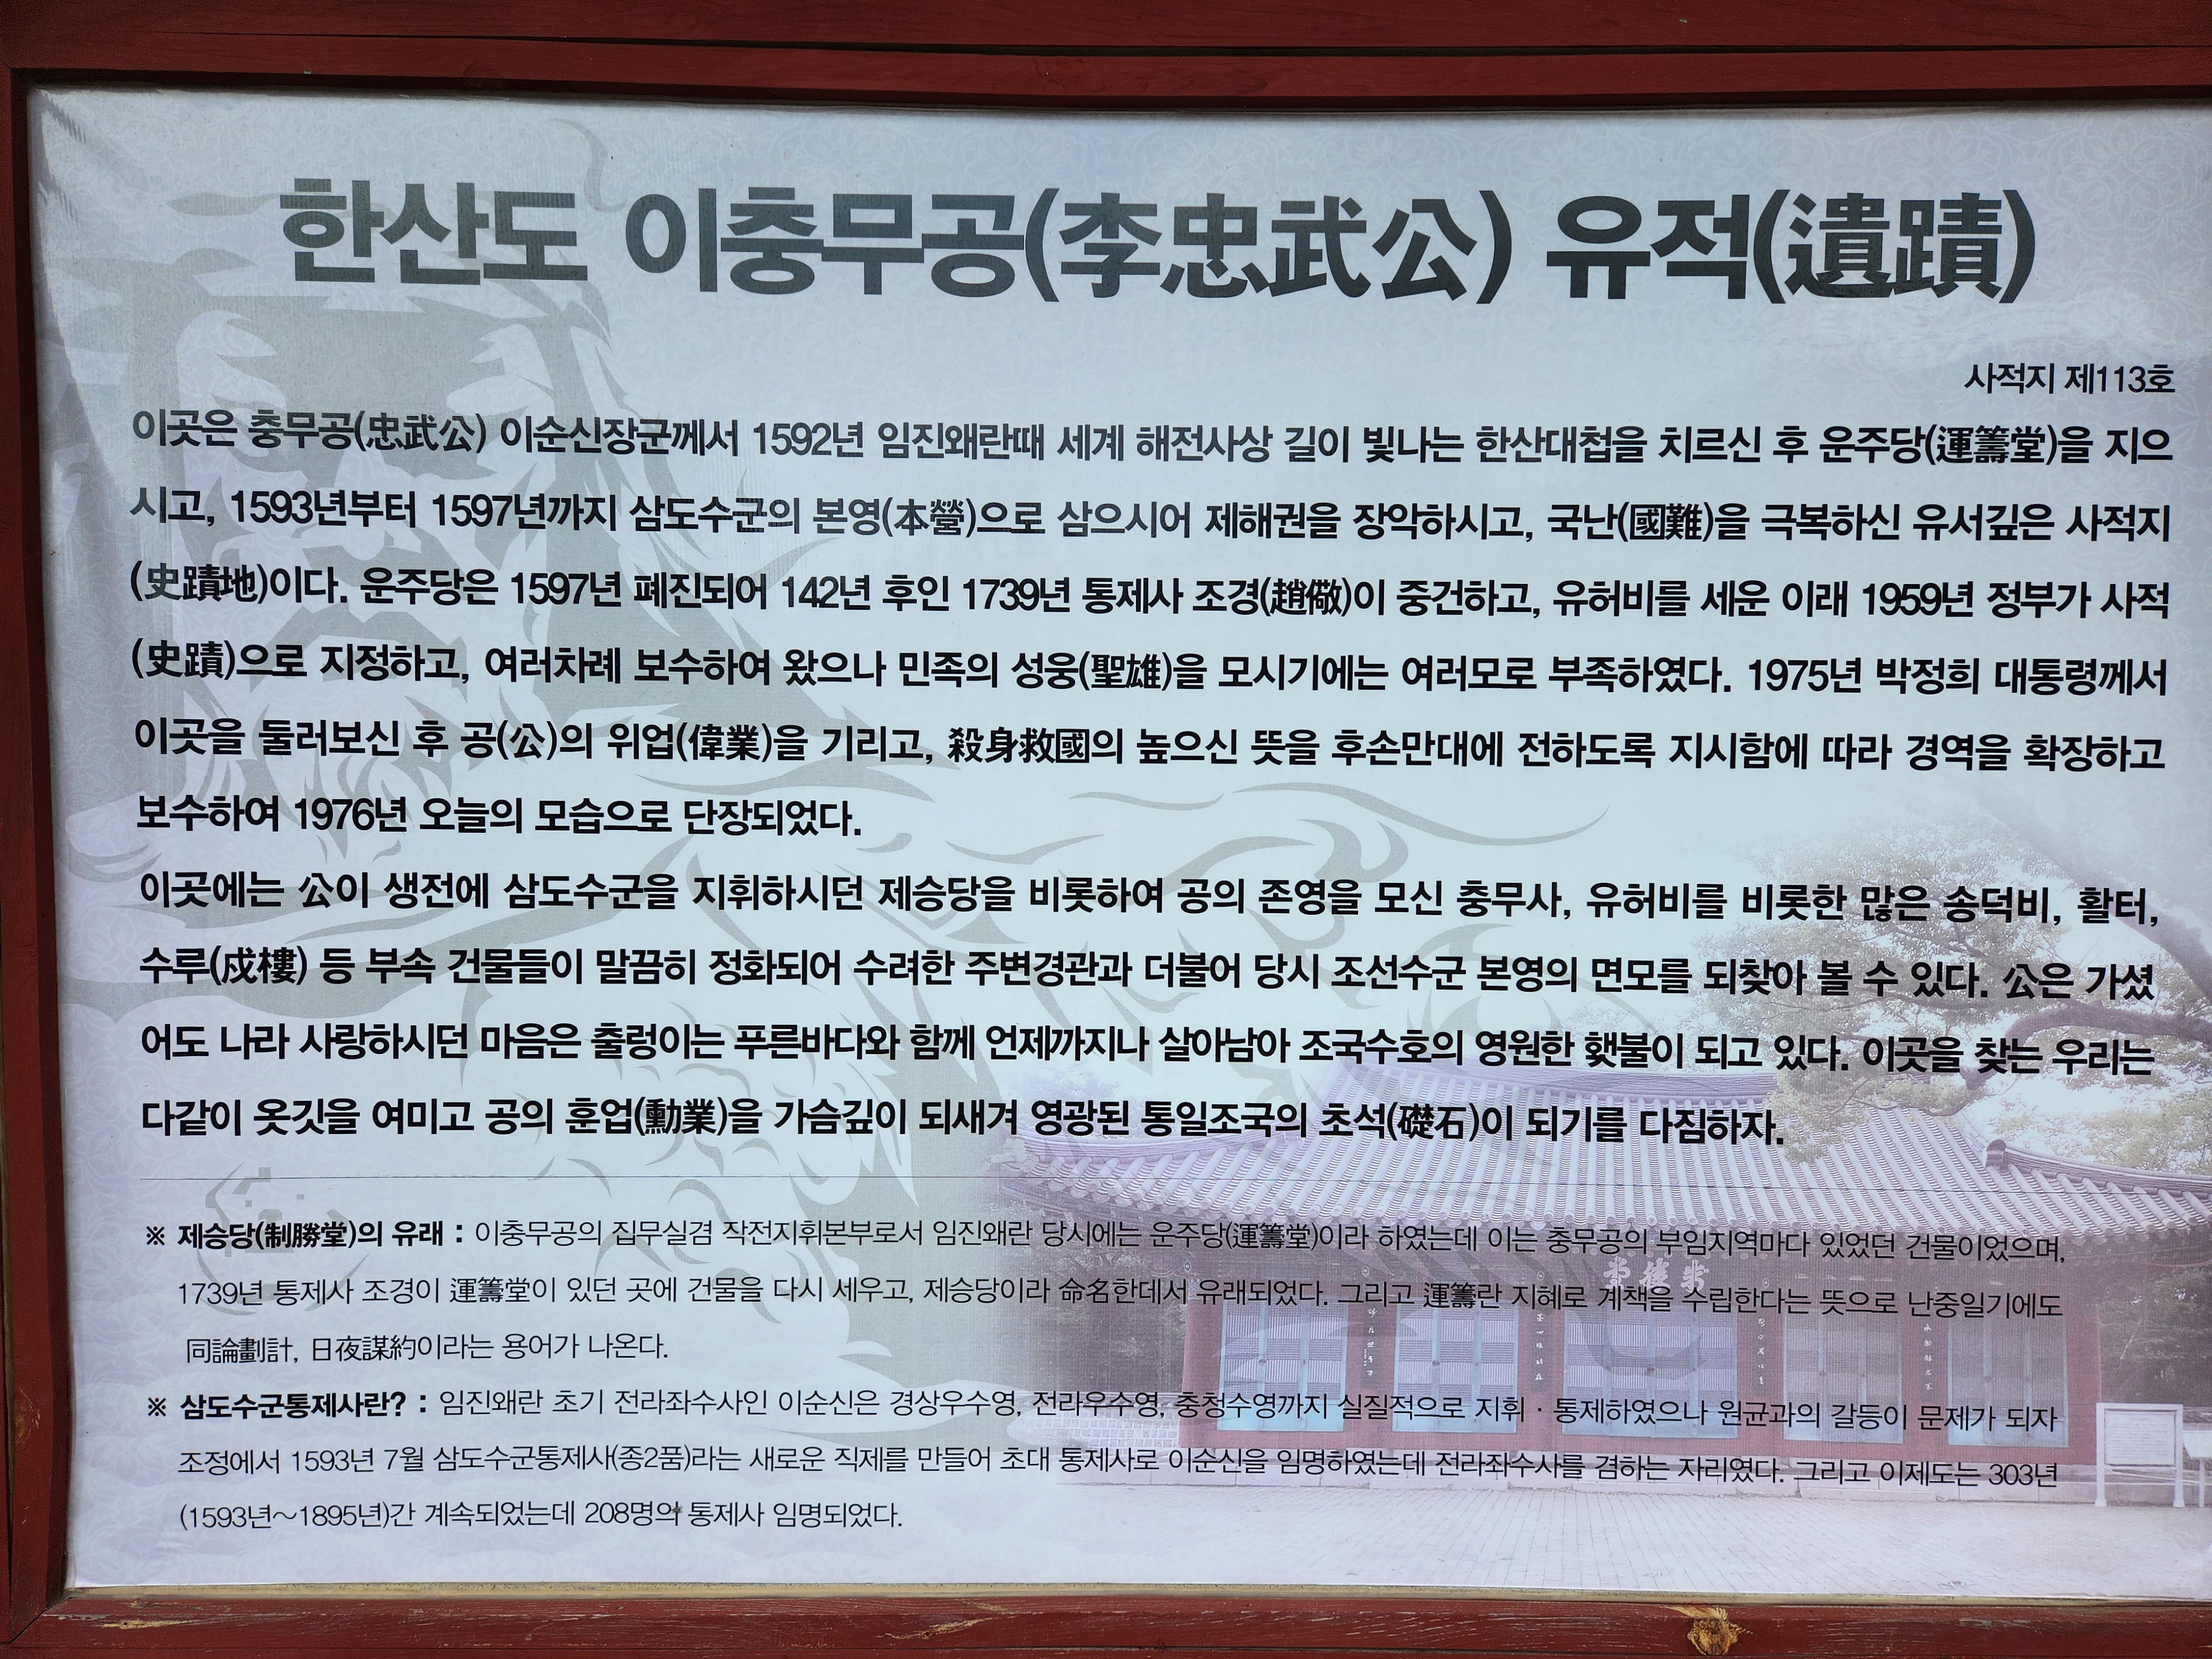 한산도 이충무공(李忠武公) 유적(遺蹟)
사적지 제113호
이곳은 충무공(忠武公) 이순신장군께서 1592년 임진왜란때 세계 해전사상 길이 빛나는 한산대첩을 치르신 후 운주당(運籌堂)을 지으
시고, 1593년부터 1597년까지 삼도수군의 본영(本營)으로 삼으시어 제해권을 장악하시고, 국난(國難)을 극복하신 유서깊은 사적지
(史蹟地)이다. 운주당은 1597년 폐진되어 142년 후인 1739년 통제사 조경(趙儆)이 중건하고, 유허비를 세운 이래 1959년 정부가 사적
(史蹟)으로 지정하고, 여러차례 보수하여 왔으나 민족의 성웅(聖雄)을 모시기에는 여러모로 부족하였다. 1975년 박정희 대통령께서
이곳을 둘러보신 후 공(公)의 위업(偉業)을 기리고, 殺身救國의 높으신 뜻을 후손만대에 전하도록 지시함에 따라 경역을 확장하고
보수하여 1976년 오늘의 모습으로 단장되었다.
이곳에는 公이 생전에 삼도수군을 지휘하시던 제승당을 비롯하여 공의 존영을 모신 충무사, 유허비를 비롯한 많은 송덕비, 활터,
수루(戍樓) 등 부속 건물들이 말끔히 정화되어 수려한 주변경관과 더불어 당시 조선수군 본영의 면모를 되찾아 볼 수 있다. 公은 가셨
어도 나라 사랑하시던 마음은 출렁이는 푸른바다와 함께 언제까지나 살아남아 조국수호의 영원한 횃불이 되고 있다. 이곳을 찾는 우리는
다같이 옷깃을 여미고 공의 훈업(勳業)을 가슴깊이 되새겨 영광된 통일조국의 초석(礎石)이 되기를 다짐하자.
※ 제승당(制勝堂)의 유래 : 이충무공의 집무실겸 작전지휘본부로서 임진왜란 당시에는 운주당(運籌堂)이라 하였는데 이는 충무공의 부임지역마다 있었던 건물이었으며,
1739년 통제사 조경이 運籌堂이 있던 곳에 건물을 다시 세우고, 제승당이라 命名한데서 유래되었다. 그리고 運籌란 지혜로 계책을 수립한다는 뜻으로 난중일기에도
同論劃計, 日夜謀約이라는 용어가 나온다.
※ 삼도수군통제사란? : 임진왜란 초기 전라좌수사인 이순신은 경상우수영, 전라우수영, 충청수영까지 실질적으로 지휘 · 통제하였으나 원균과의 갈등이 문제가 되자
조정에서 1593년 7월 삼도수군통제사(종2품)라는 새로운 직제를 만들어 초대 통제사로 이순신을 임명하였는데 전라좌수사를 겸하는 자리였다. 그리고 이제도는 303년
(1593년～1895년)간 계속되었는데 208명의 통제사 임명되었다.